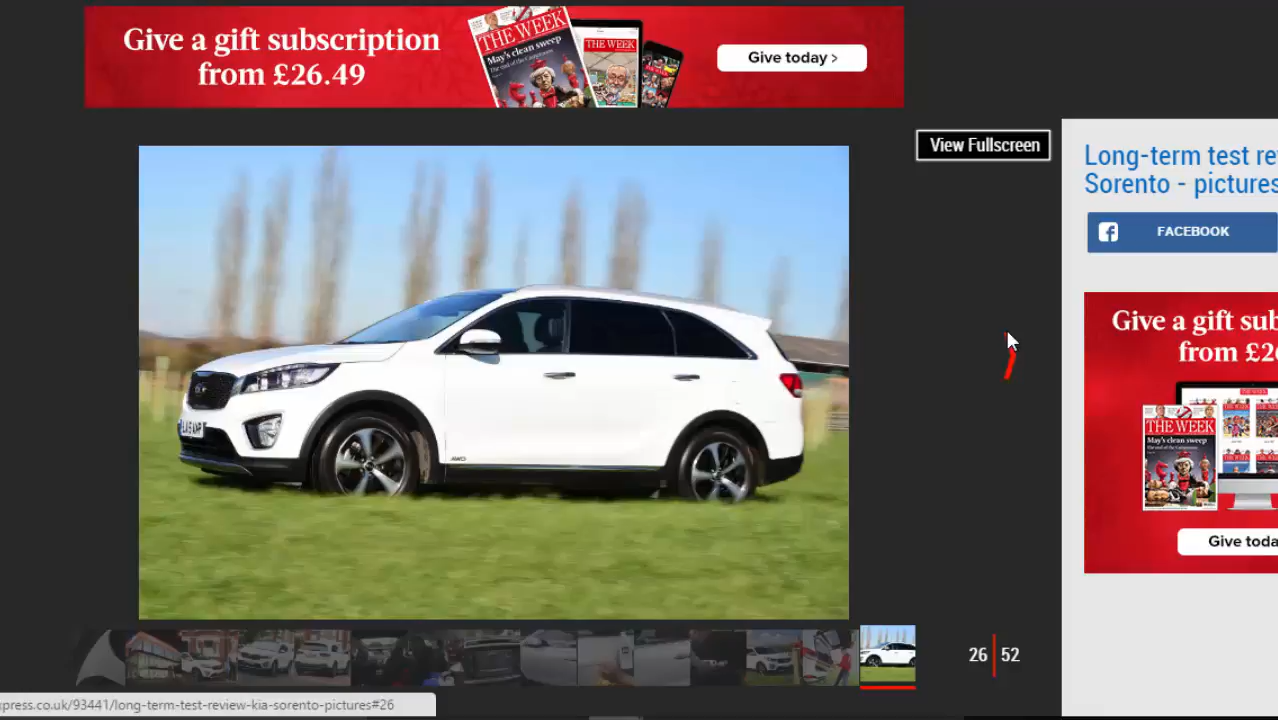 Give a gift subscription
from £26.49
THE WEEK
May's clean sweep
THE WEEK
Give today >
View Fullscreen
Long-term test re
Sorento - pictures
FACEBOOK
Give a gift sub
from £2
THE WEEK
May's clean sweep
Give toda
AWD
26 52
press.co.uk/93441/long-term-test-review-kia-sorento-pictures#26